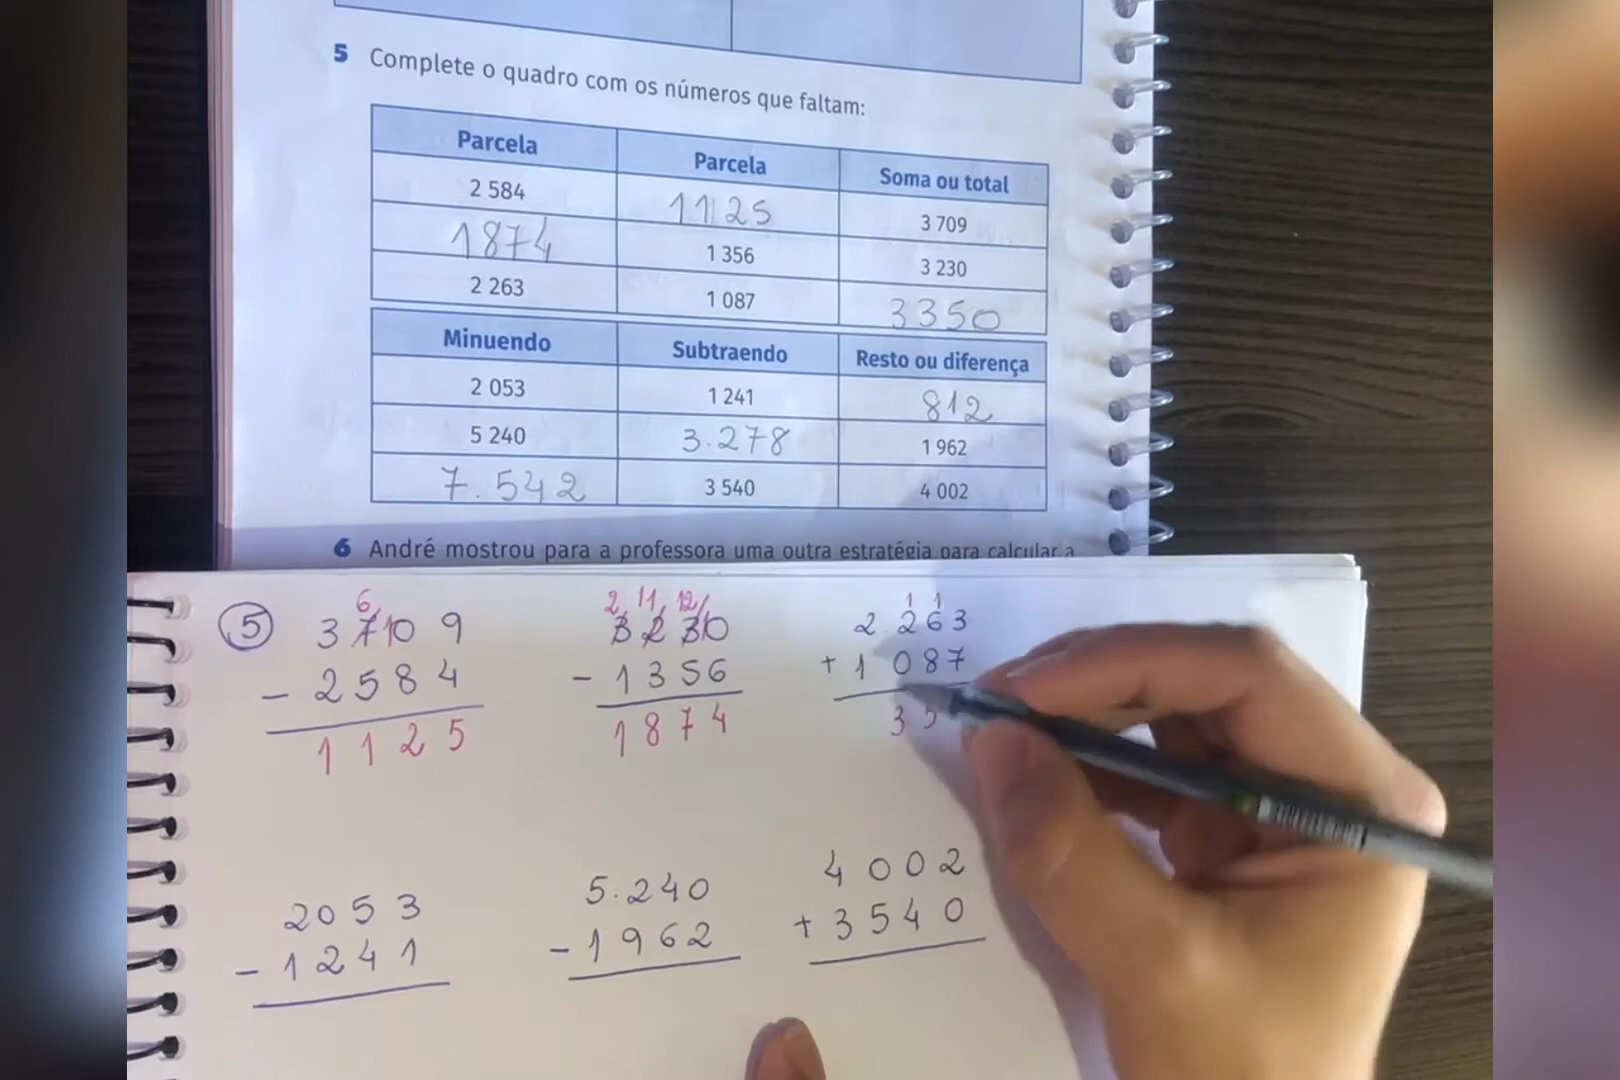 5 Complete o quadro com os números que faltam:
Parcela Parcela Soma ou total
2 584 1125 3 709
1874 1 356 3 230
2 263 1 087 3350
Minuendo Subtraendo Resto ou diferença
2 053 1 241 812
5 240 3.278 1 962
7.542 3 540 4 002
6 André mostrou para a professora uma outra estratégia para calcular a
5
6
3 7 10 9
- 2 5 8 4
1 1 2 5
2 11 12
3 2 3 10
- 1 3 5 6
1 8 7 4
1 1
2 2 6 3
+ 1 0 8 7
3 5
2 0 5 3
- 1 2 4 1
5.2 4 0
- 1 9 6 2
4 0 0 2
+ 3 5 4 0